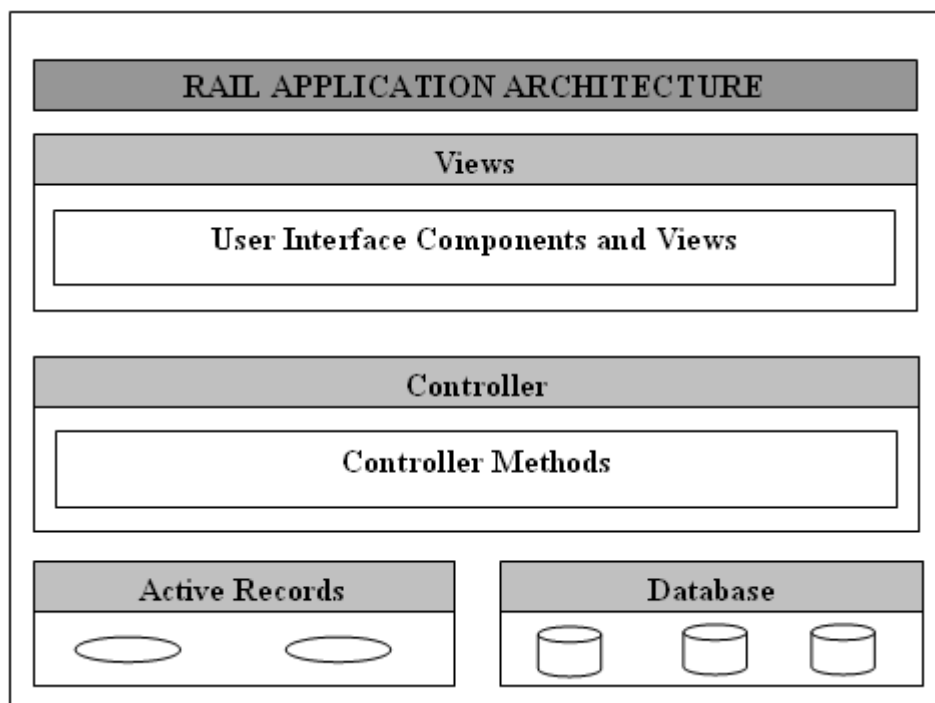 RAIL APPLICATION ARCHITECTURE
Views
User Interface Components and Views
Controller
Controller Methods
Active Records
Database